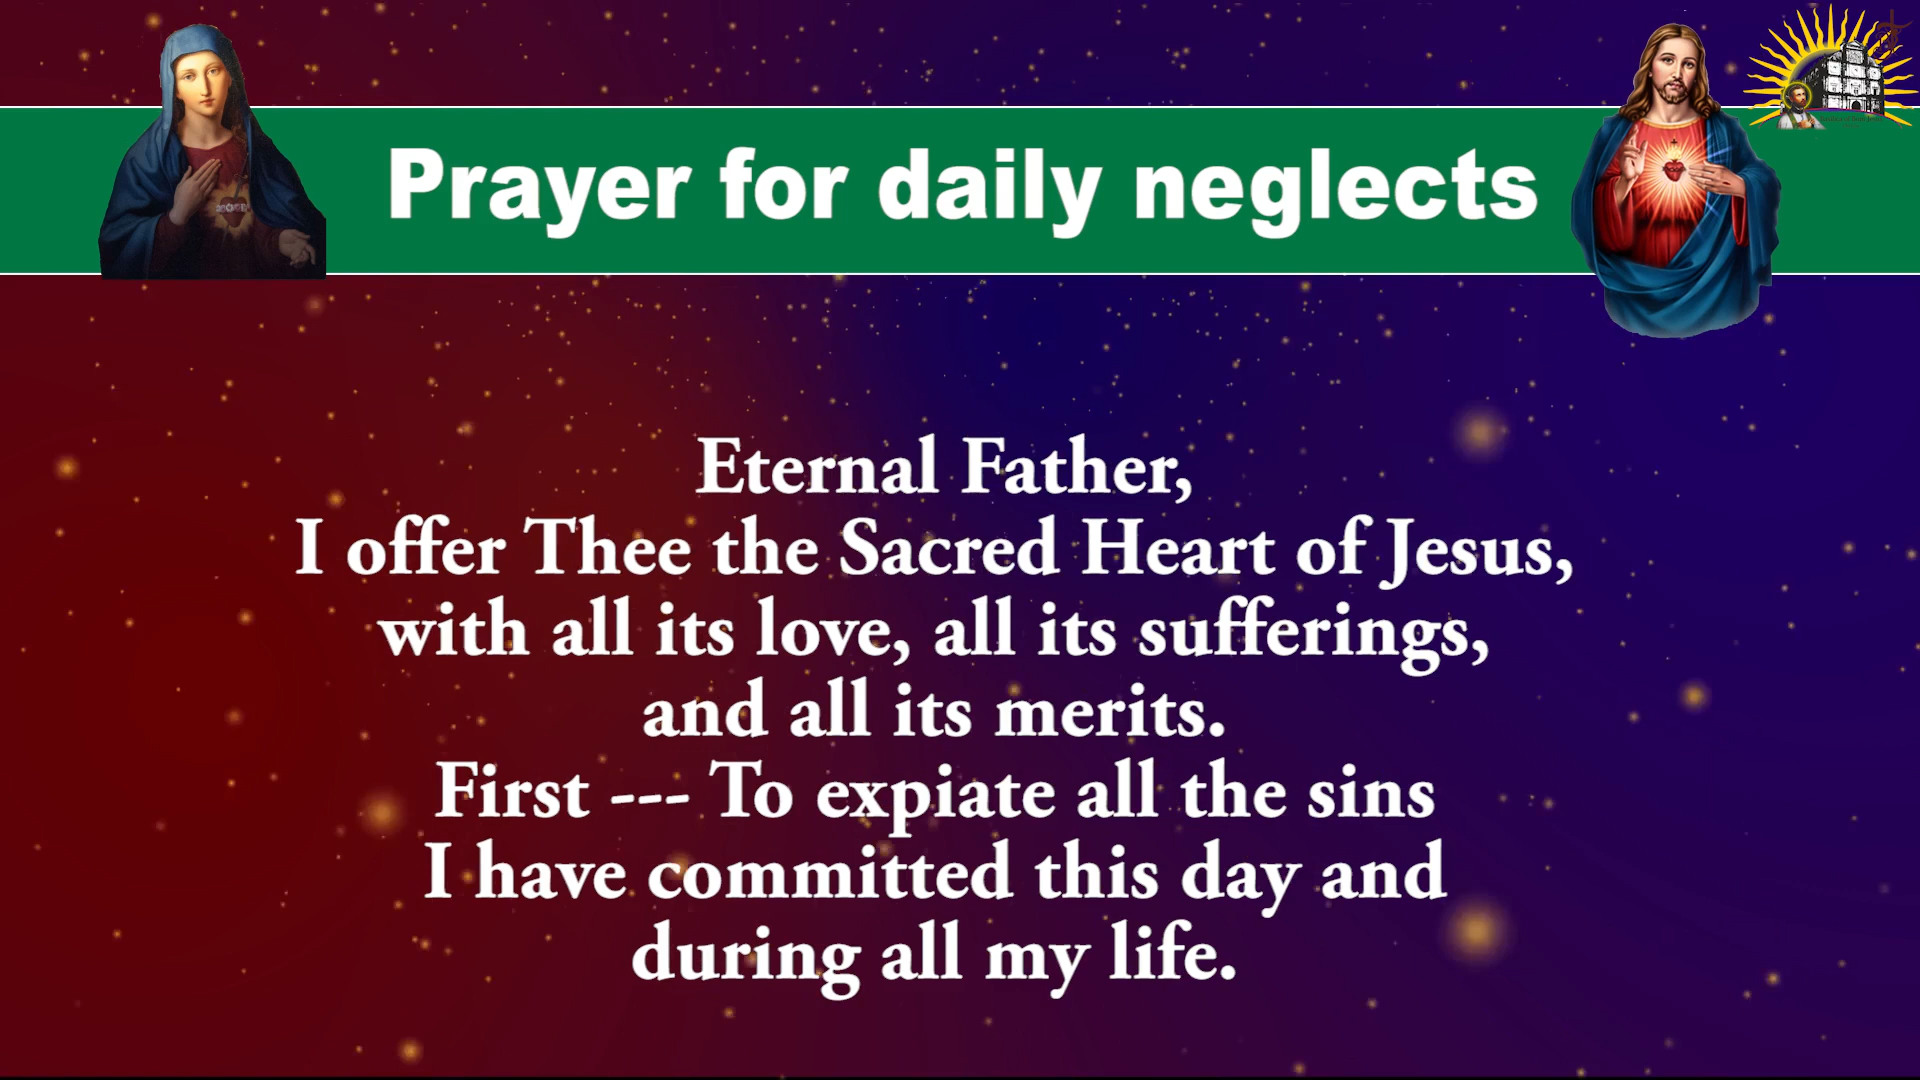 Prayer for daily neglects
Eternal Father,
I offer Thee the Sacred Heart of Jesus,
with all its love, all its sufferings,
and all its merits.
First --- To expiate all the sins
I have committed this day and
during all my life.